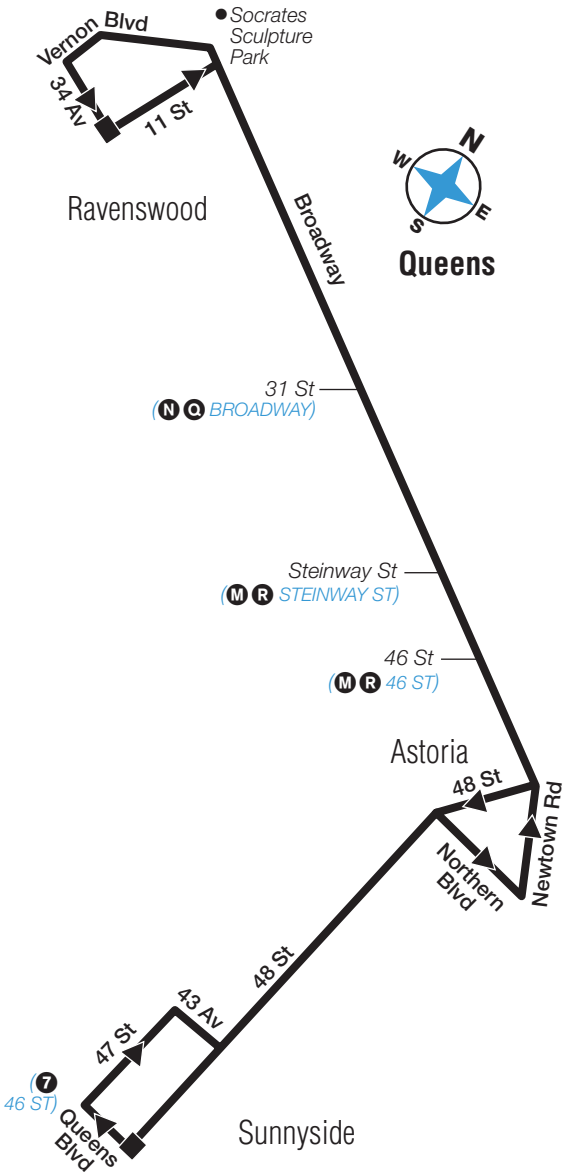 Vernon Blvd
Socrates
Sculpture
Park
34 Av
11 St
N
W
E
S
Queens
Ravenswood
Broadway
31 St
(N Q BROADWAY)
Steinway St
(M R STEINWAY ST)
46 St
(M R 46 ST)
Astoria
48 St
Newtown Rd
Northern
Blvd
48 St
43 Av
47 St
(7
46 ST)
Queens
Blvd
Sunnyside